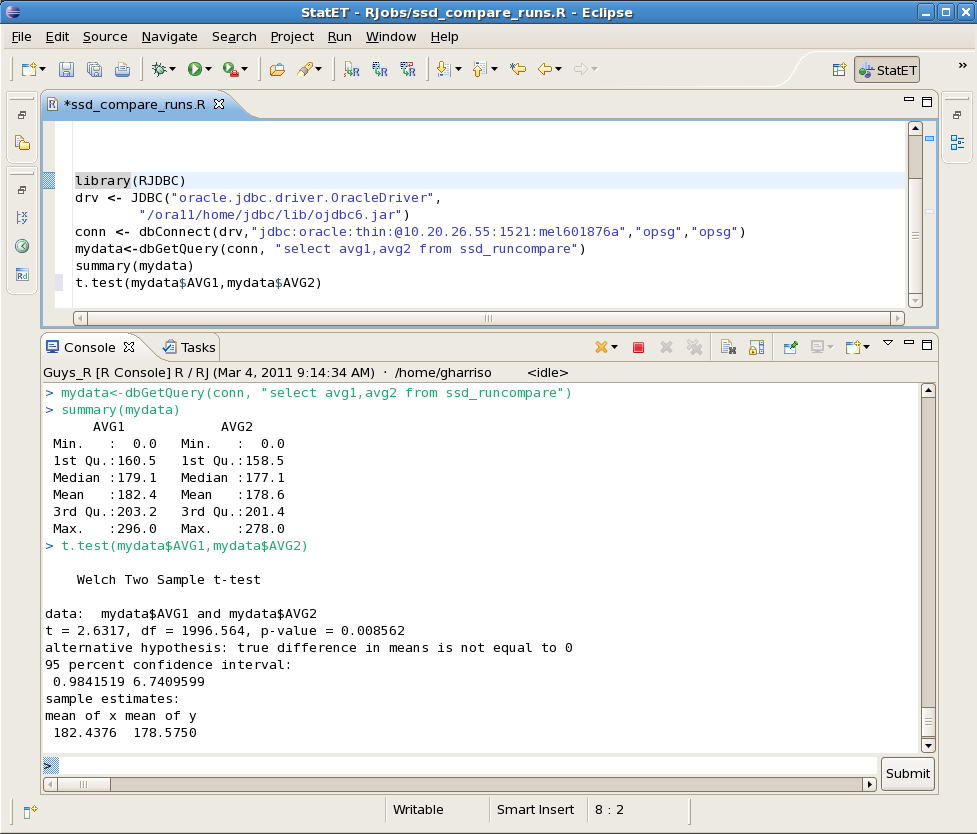 StatET - RJobs/ssd_compare_runs.R - Eclipse
File Edit Source Navigate Search Project Run Window Help
StatET
*ssd_compare_runs.R
library(RJDBC)
drv <- JDBC("oracle.jdbc.driver.OracleDriver",
"/ora11/home/jdbc/lib/ojdbc6.jar")
conn <- dbConnect(drv,"jdbc:oracle:thin:@10.20.26.55:1521:mel601876a","opsg","opsg")
mydata<-dbGetQuery(conn, "select avg1,avg2 from ssd_runcompare")
summary(mydata)
t.test(mydata$AVG1,mydata$AVG2)
Console Tasks
Guys_R [R Console] R / RJ (Mar 4, 2011 9:14:34 AM) · /home/gharriso <idle>
> mydata<-dbGetQuery(conn, "select avg1,avg2 from ssd_runcompare")
> summary(mydata)
AVG1 AVG2
Min. : 0.0 Min. : 0.0
1st Qu.:160.5 1st Qu.:158.5
Median :179.1 Median :177.1
Mean :182.4 Mean :178.6
3rd Qu.:203.2 3rd Qu.:201.4
Max. :296.0 Max. :278.0
> t.test(mydata$AVG1,mydata$AVG2)
Welch Two Sample t-test
data: mydata$AVG1 and mydata$AVG2
t = 2.6317, df = 1996.564, p-value = 0.008562
alternative hypothesis: true difference in means is not equal to 0
95 percent confidence interval:
0.9841519 6.7409599
sample estimates:
mean of x mean of y
182.4376 178.5750
>
Submit
Writable Smart Insert 8 : 2